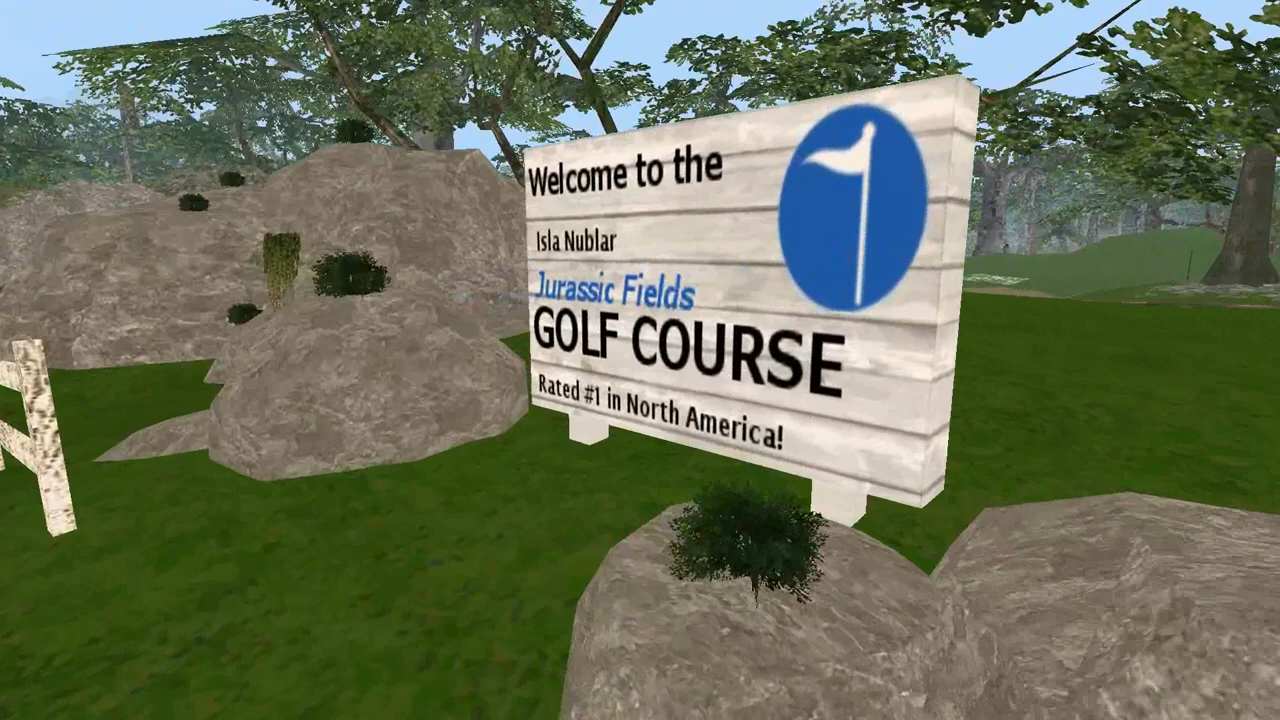 Welcome to the
Isla Nublar
Jurassic Fields
GOLF COURSE
Rated #1 in North America!